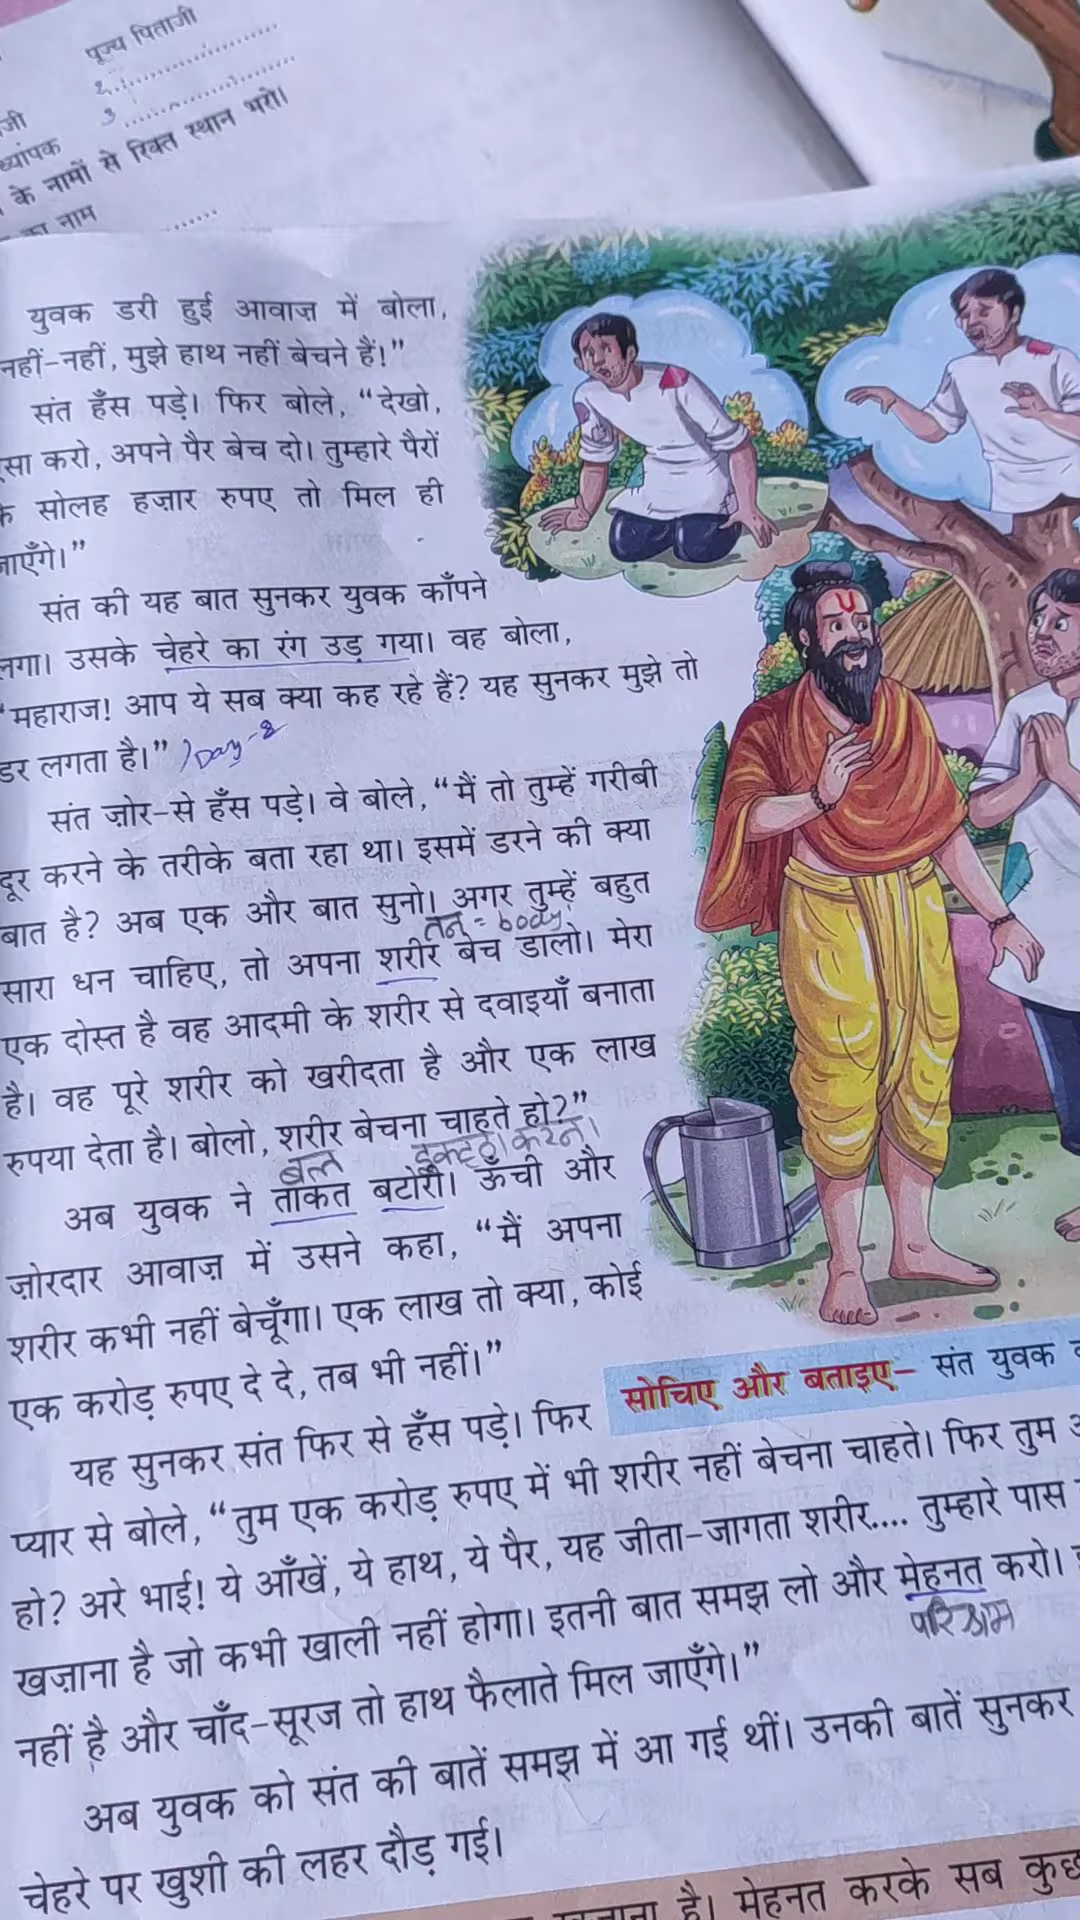 पूज्य पिताजी
2.............................
3.............................
जी
के नामों से रिक्त स्थान भरो।
का नाम ........
युवक डरी हुई आवाज़ में बोला,
नहीं-नहीं, मुझे हाथ नहीं बेचने हैं!"
संत हँस पड़े। फिर बोले, "देखो,
सा करो, अपने पैर बेच दो। तुम्हारे पैरों
के सोलह हज़ार रुपए तो मिल ही
जाएँगे।"
संत की यह बात सुनकर युवक काँपने
लगा। उसके चेहरे का रंग उड़ गया। वह बोला,
"महाराज! आप ये सब क्या कह रहे हैं? यह सुनकर मुझे तो
डर लगता है।" ) Day-2
संत ज़ोर-से हँस पड़े। वे बोले, "मैं तो तुम्हें गरीबी
दूर करने के तरीके बता रहा था। इसमें डरने की क्या
बात है? अब एक और बात सुनो। अगर तुम्हें बहुत
तन = body
सारा धन चाहिए, तो अपना शरीर बेच डालो। मेरा
एक दोस्त है वह आदमी के शरीर से दवाइयाँ बनाता
है। वह पूरे शरीर को खरीदता है और एक लाख
रुपया देता है। बोलो, शरीर बेचना चाहते हो?"
इकट्ठा करना
अब युवक ने ताकत बटोरी। ऊँची और
ज़ोरदार आवाज़ में उसने कहा, "मैं अपना
शरीर कभी नहीं बेचूँगा। एक लाख तो क्या, कोई
एक करोड़ रुपए दे दे, तब भी नहीं।"
सोचिए और बताइए– संत युवक
यह सुनकर संत फिर से हँस पड़े। फिर
प्यार से बोले, "तुम एक करोड़ रुपए में भी शरीर नहीं बेचना चाहते। फिर तुम
हो? अरे भाई! ये आँखें, ये हाथ, ये पैर, यह जीता-जागता शरीर.... तुम्हारे पास
खज़ाना है जो कभी खाली नहीं होगा। इतनी बात समझ लो और मेहनत करो।
परिश्रम
नहीं है और चाँद-सूरज तो हाथ फैलाते मिल जाएँगे।"
अब युवक को संत की बातें समझ में आ गई थीं। उनकी बातें सुनकर
चेहरे पर खुशी की लहर दौड़ गई।
है। मेहनत करके सब कुछ